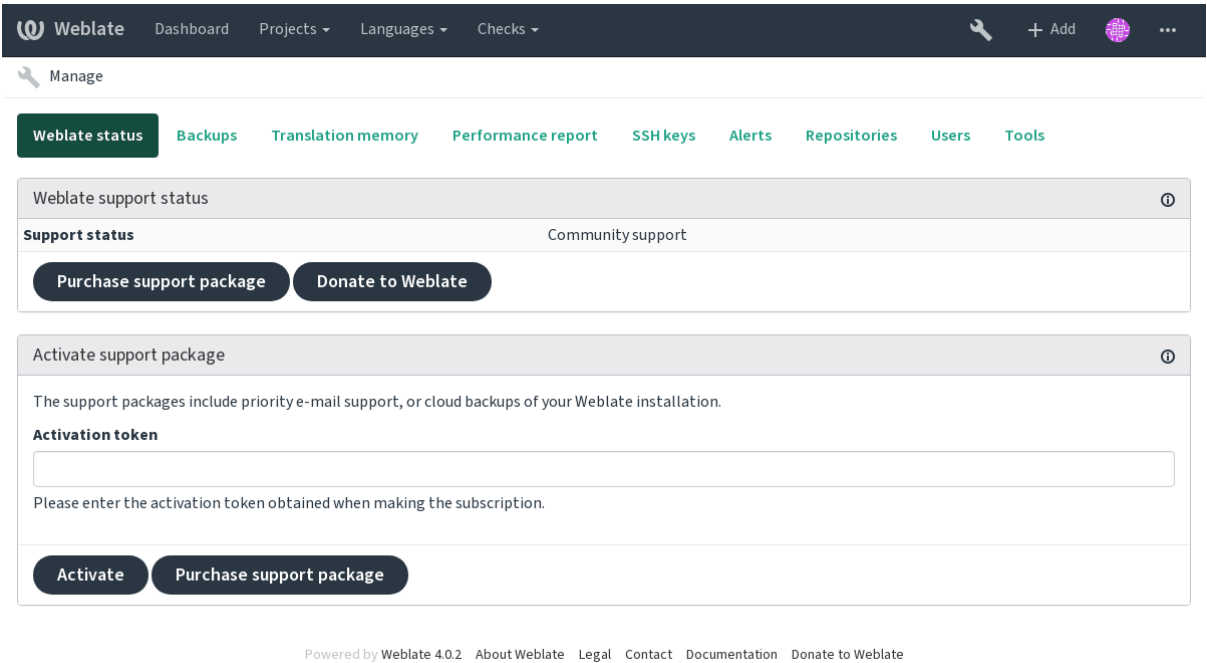 Weblate Dashboard Projects Languages Checks + Add ...
Manage
Weblate status Backups Translation memory Performance report SSH keys Alerts Repositories Users Tools
Weblate support status
Support status Community support
Purchase support package Donate to Weblate
Activate support package
The support packages include priority e-mail support, or cloud backups of your Weblate installation.
Activation token
Please enter the activation token obtained when making the subscription.
Activate Purchase support package
Powered by Weblate 4.0.2 About Weblate Legal Contact Documentation Donate to Weblate